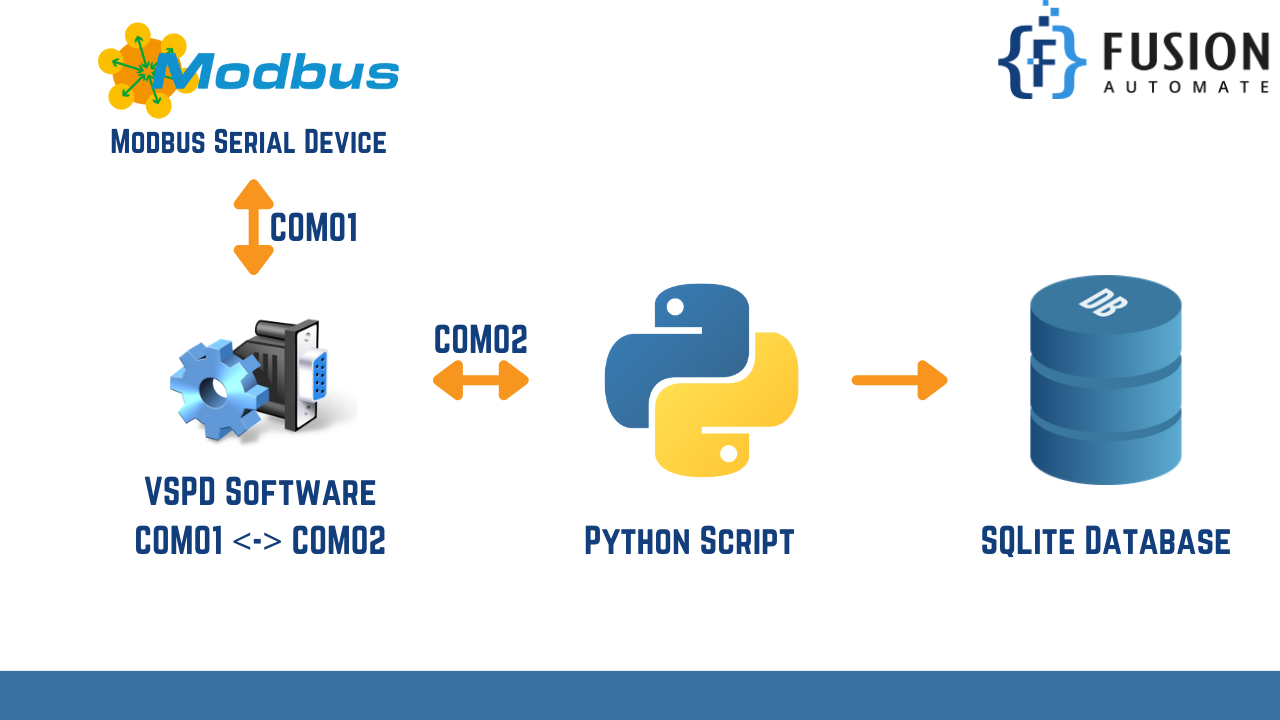 Modbus
FUSION
AUTOMATE
Modbus Serial Device
COM01
COM02
DB
VSPD Software
COM01 <-> COM02
Python Script
SQLite Database